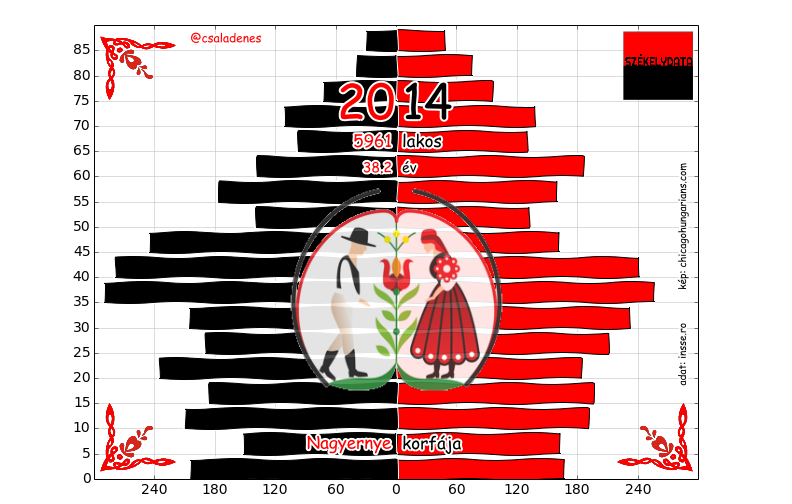 @csaladenes
SZÉKELYDATA
2014
5961 lakos
38,2 év
kép: chicagohungarians.com
adat: insse.ro
Nagyernye korfája
85
80
75
70
65
60
55
50
45
40
35
30
25
20
15
10
5
0
240 180 120 60 0 60 120 180 240